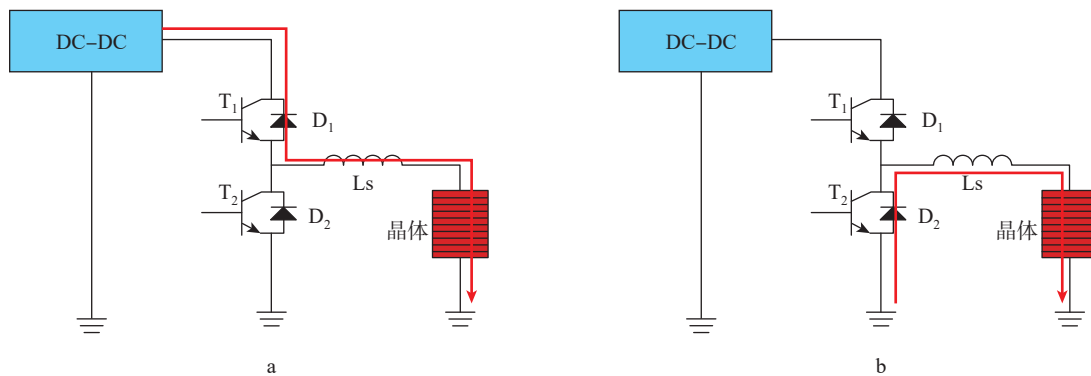 DC-DC
T₁
D₁
Ls
T₂
D₂
晶体
a
DC-DC
T₁
D₁
Ls
T₂
D₂
晶体
b